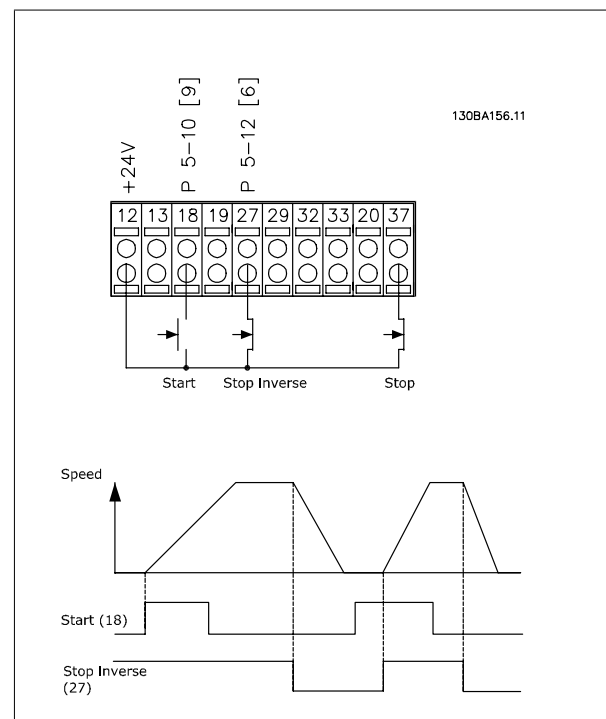 130BA156.11
+24V
P 5-10 [9]
P 5-12 [6]
12 13 18 19 27 29 32 33 20 37
Start Stop Inverse Stop
Speed
Start (18)
Stop Inverse
(27)